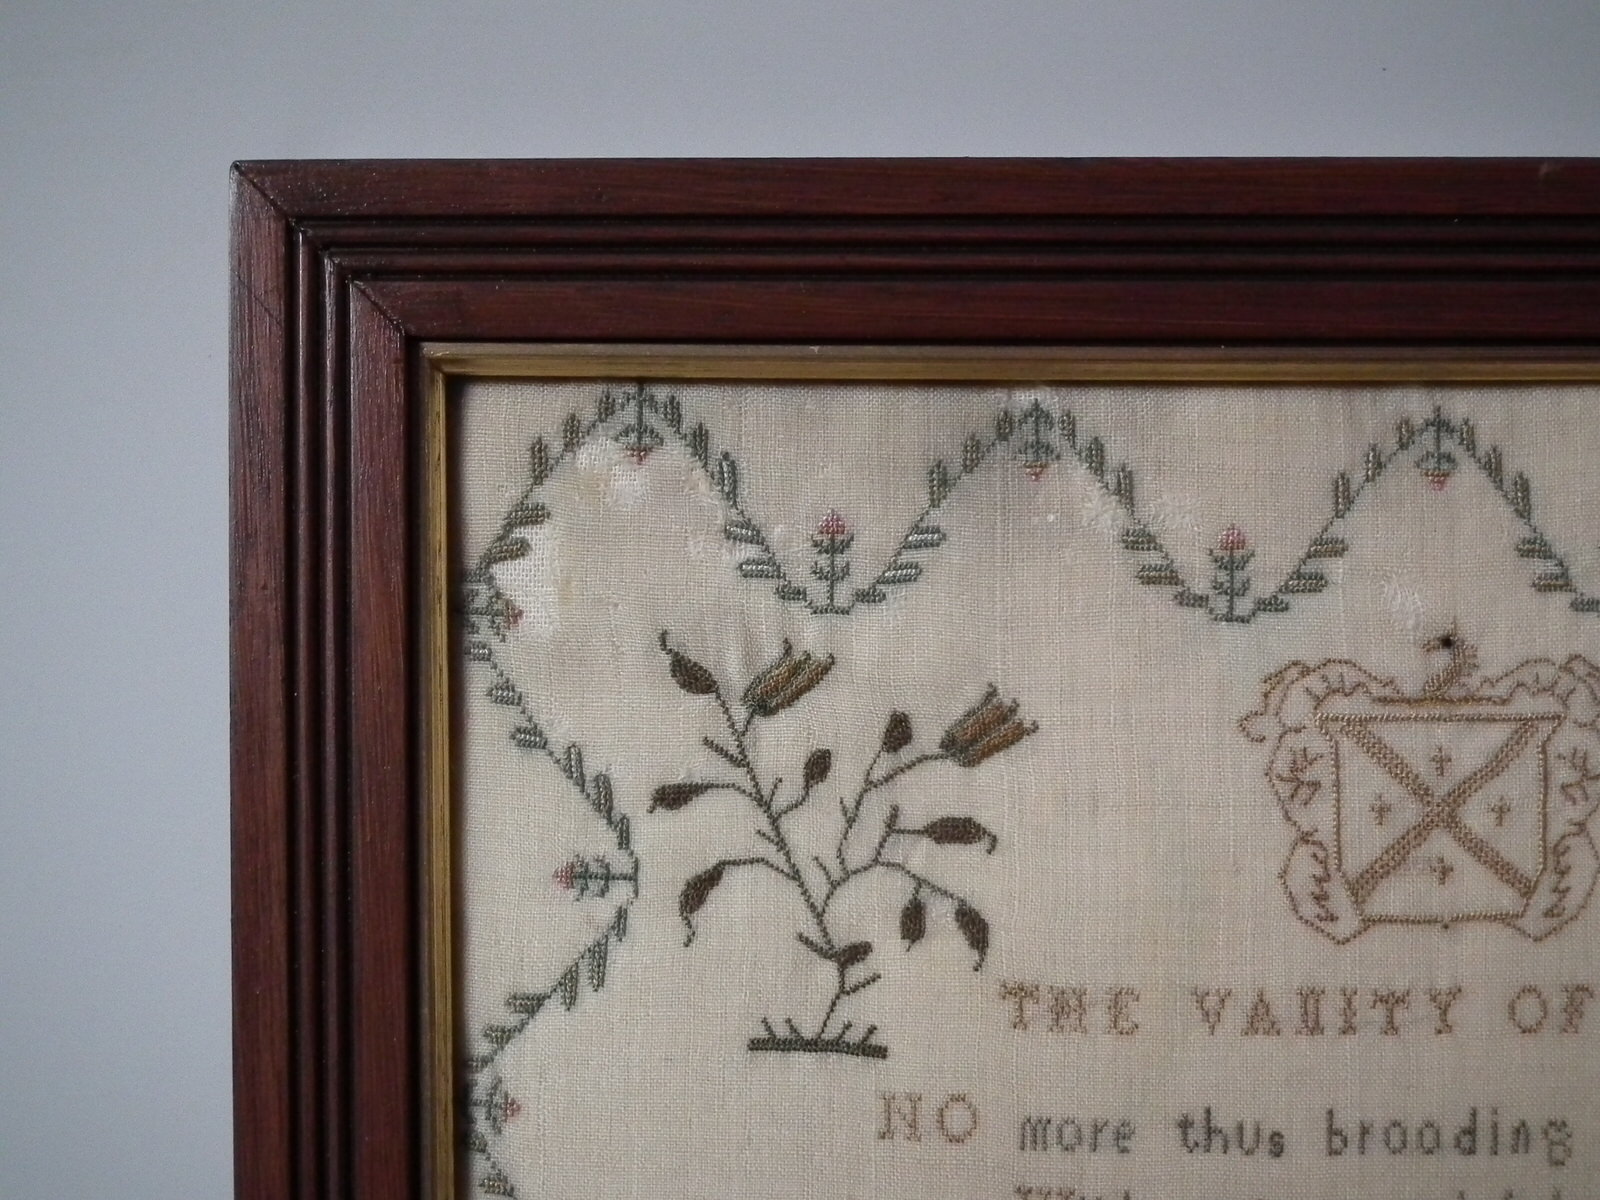 THE VANITY OF
NO more thus brooding